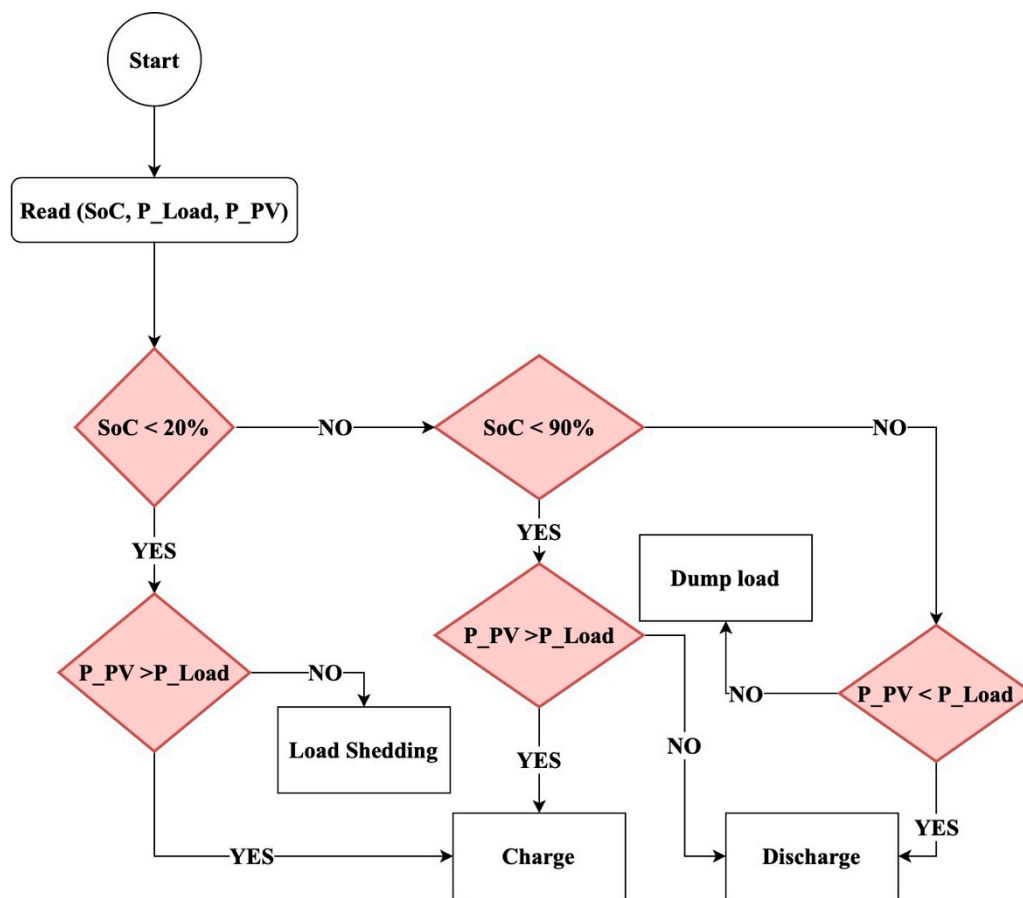 Start
Read (SoC, P_Load, P_PV)
SoC < 20%
NO
SoC < 90%
NO
YES
YES
Dump load
P_PV >P_Load
NO
P_PV >P_Load
NO
P_PV < P_Load
Load Shedding
NO
YES
YES
YES
Charge
Discharge